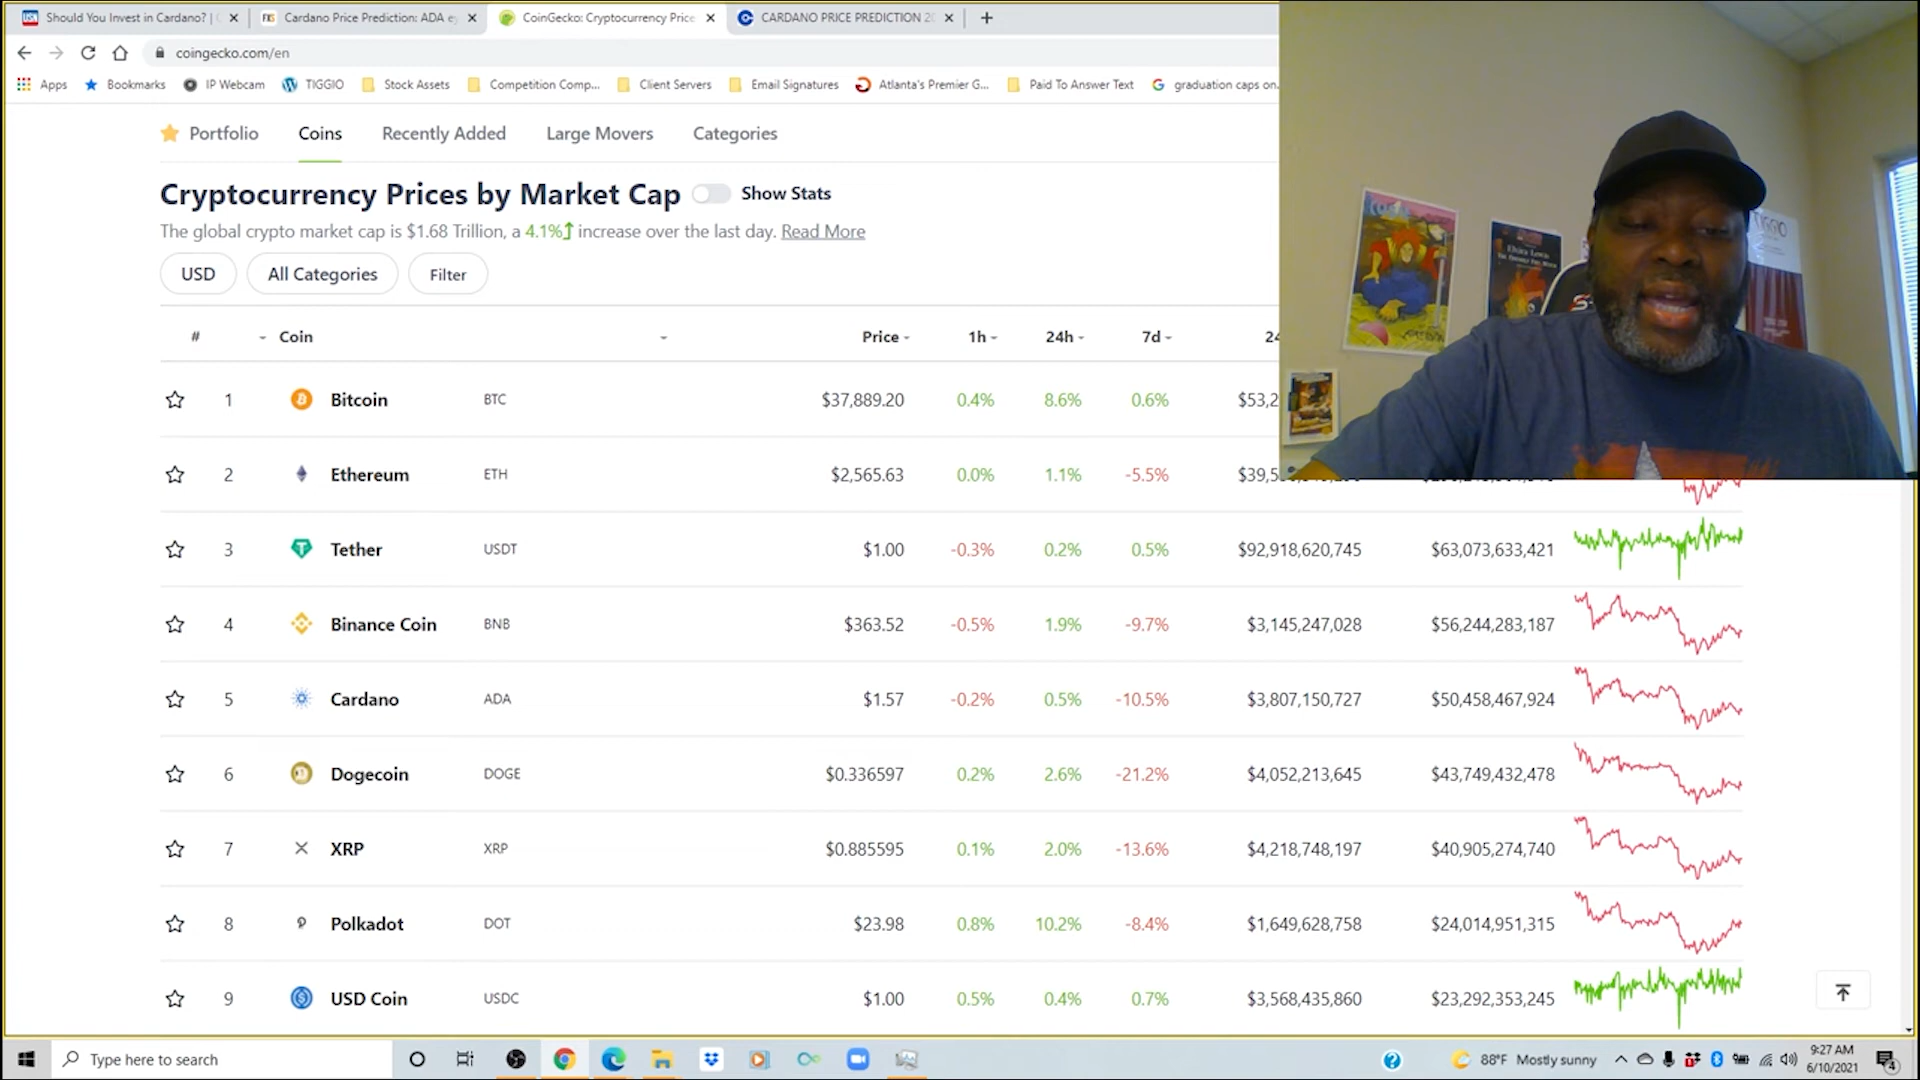 Should You Invest in Cardano? |
Cardano Price Prediction: ADA ey
CoinGecko: Cryptocurrency Price
CARDANO PRICE PREDICTION 20
coingecko.com/en
Apps Bookmarks IP Webcam TIGGIO Stock Assets Competition Comp... Client Servers Email Signatures Atlanta's Premier G... Paid To Answer Text graduation caps on
Portfolio Coins Recently Added Large Movers Categories
Cryptocurrency Prices by Market Cap Show Stats
The global crypto market cap is $1.68 Trillion, a 4.1% increase over the last day. Read More
USD All Categories Filter
# Coin Price 1h 24h 7d 24
1 Bitcoin BTC $37,889.20 0.4% 8.6% 0.6% $53,2
2 Ethereum ETH $2,565.63 0.0% 1.1% -5.5% $39,5
3 Tether USDT $1.00 -0.3% 0.2% 0.5% $92,918,620,745 $63,073,633,421
4 Binance Coin BNB $363.52 -0.5% 1.9% -9.7% $3,145,247,028 $56,244,283,187
5 Cardano ADA $1.57 -0.2% 0.5% -10.5% $3,807,150,727 $50,458,467,924
6 Dogecoin DOGE $0.336597 0.2% 2.6% -21.2% $4,052,213,645 $43,749,432,478
7 XRP XRP $0.885595 0.1% 2.0% -13.6% $4,218,748,197 $40,905,274,740
8 Polkadot DOT $23.98 0.8% 10.2% -8.4% $1,649,628,758 $24,014,951,315
9 USD Coin USDC $1.00 0.5% 0.4% 0.7% $3,568,435,860 $23,292,353,245
TIGGIO
Type here to search
88°F Mostly sunny
9:27 AM
6/10/2021
4